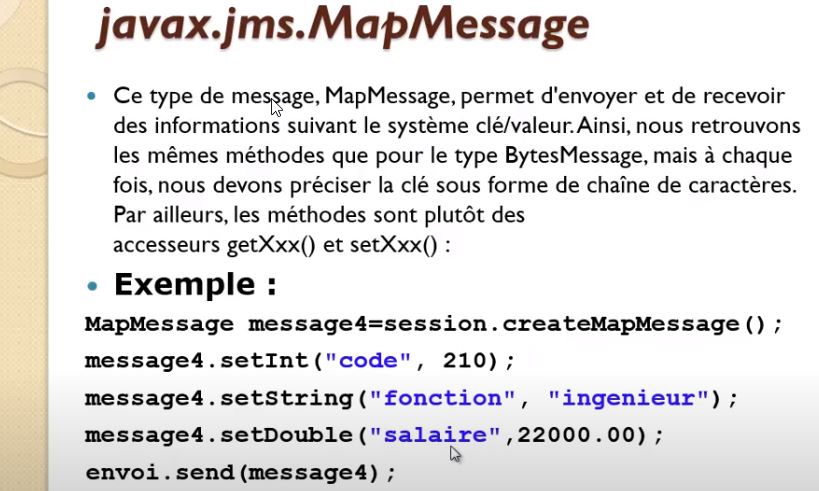 javax.jms.MapMessage
• Ce type de message, MapMessage, permet d'envoyer et de recevoir
des informations suivant le système clé/valeur. Ainsi, nous retrouvons
les mêmes méthodes que pour le type BytesMessage, mais à chaque
fois, nous devons préciser la clé sous forme de chaîne de caractères.
Par ailleurs, les méthodes sont plutôt des
accesseurs getXxx() et setXxx() :
• Exemple :
MapMessage message4=session.createMapMessage();
message4.setInt("code", 210);
message4.setString("fonction", "ingenieur");
message4.setDouble("salaire",22000.00);
envoi.send(message4);